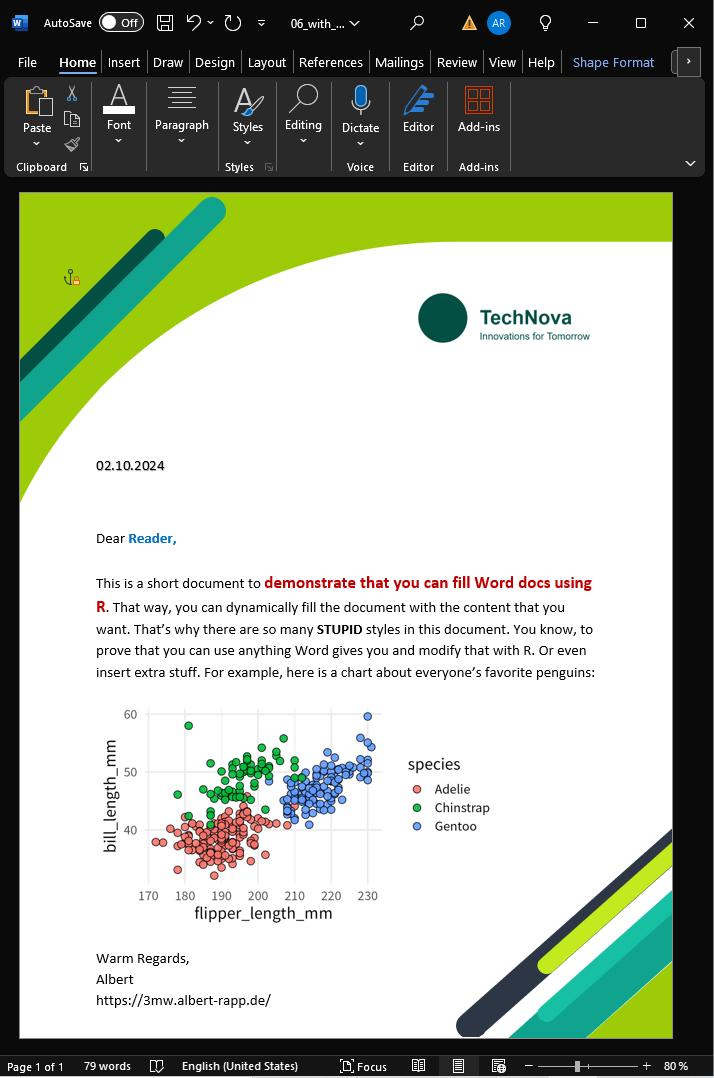 AutoSave Off 06_with_... AR
File Home Insert Draw Design Layout References Mailings Review View Help Shape Format
Paste Font Paragraph Styles Editing Dictate Editor Add-ins
Clipboard Styles Voice Editor Add-ins
TechNova
Innovations for Tomorrow
02.10.2024
Dear Reader,
This is a short document to demonstrate that you can fill Word docs using
R. That way, you can dynamically fill the document with the content that you
want. That’s why there are so many STUPID styles in this document. You know, to
prove that you can use anything Word gives you and modify that with R. Or even
insert extra stuff. For example, here is a chart about everyone’s favorite penguins:
60
50
40
bill_length_mm
170 180 190 200 210 220 230
flipper_length_mm
species
Adelie
Chinstrap
Gentoo
Warm Regards,
Albert
https://3mw.albert-rapp.de/
Page 1 of 1 79 words English (United States) Focus 80 %